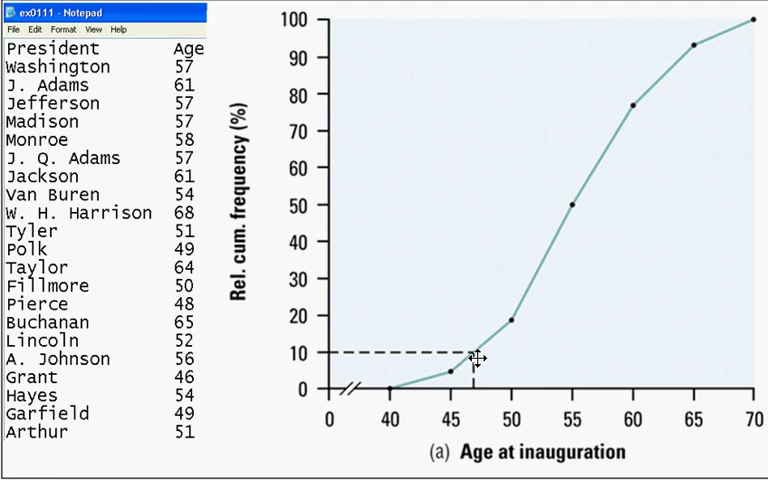 ex0111 - Notepad
File Edit Format View Help
President Age
Washington 57
J. Adams 61
Jefferson 57
Madison 57
Monroe 58
J. Q. Adams 57
Jackson 61
Van Buren 54
W. H. Harrison 68
Tyler 51
Polk 49
Taylor 64
Fillmore 50
Pierce 48
Buchanan 65
Lincoln 52
A. Johnson 56
Grant 46
Hayes 54
Garfield 49
Arthur 51
Rel. cum. frequency (%)
100
90
80
70
60
50
40
30
20
10
0
0 40 45 50 55 60 65 70
(a) Age at inauguration